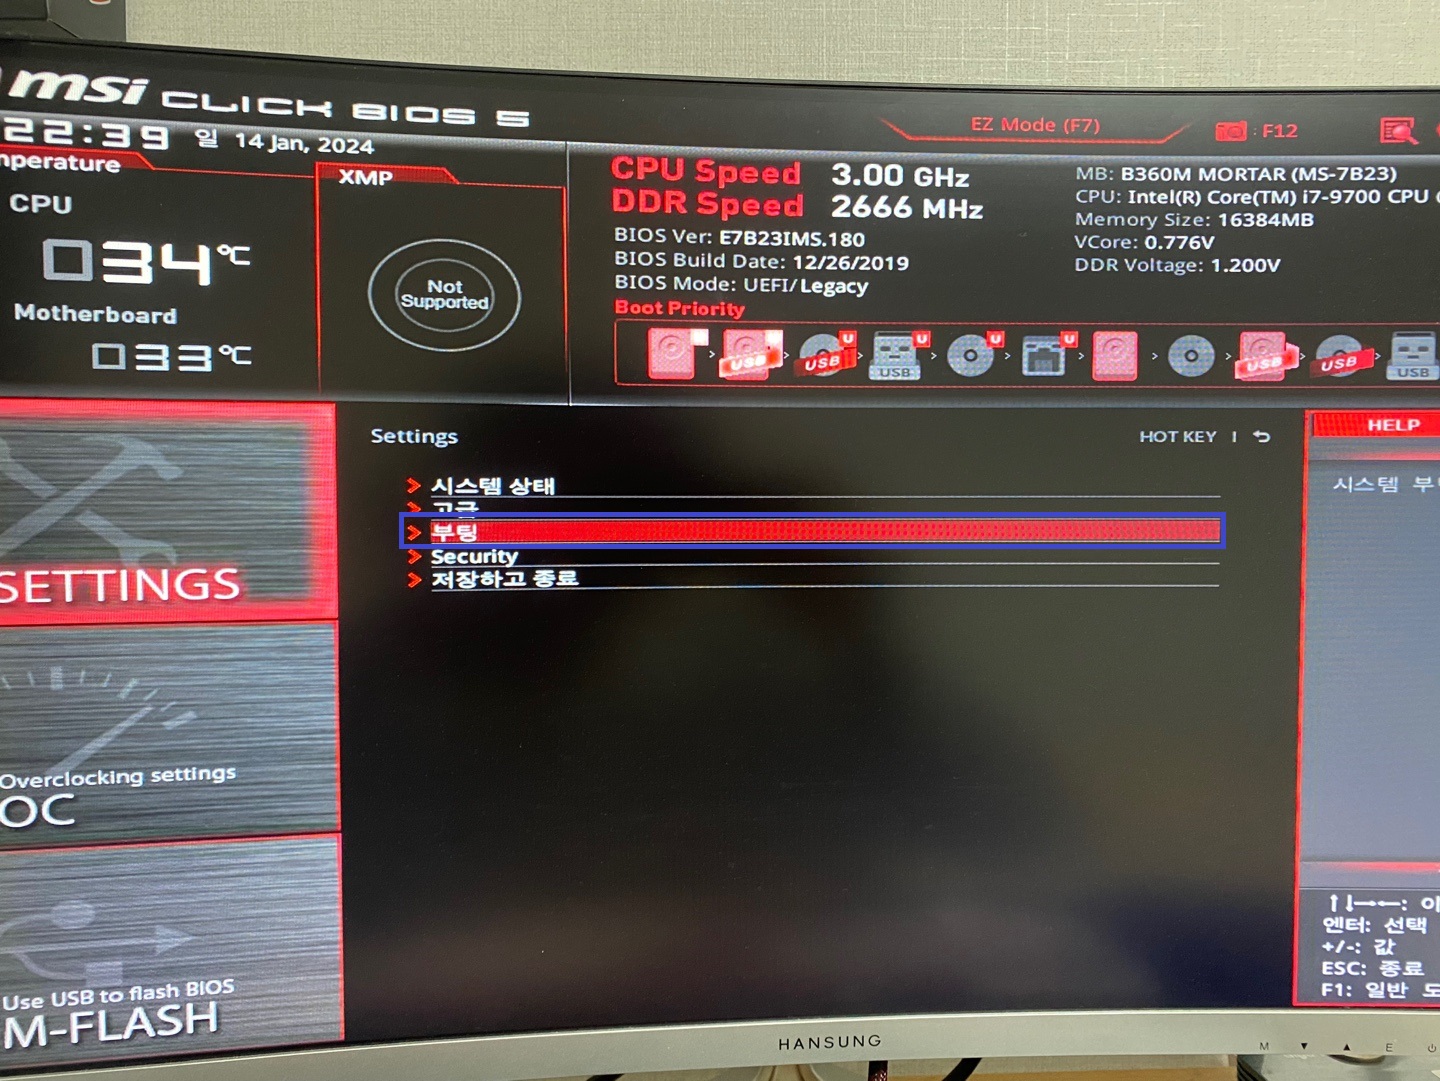 msi CLICK BIOS 5
22:39 일 14 Jan, 2024
EZ Mode (F7)
: F12
mperature
CPU
034℃
Motherboard
033℃
XMP
Not
Supported
CPU Speed 3.00 GHz
DDR Speed 2666 MHz
BIOS Ver: E7B23IMS.180
BIOS Build Date: 12/26/2019
BIOS Mode: UEFI/Legacy
MB: B360M MORTAR (MS-7B23)
CPU: Intel(R) Core(TM) i7-9700 CPU
Memory Size: 16384MB
VCore: 0.776V
DDR Voltage: 1.200V
Boot Priority
USB USB USB USB USB USB
U U U U
SETTINGS
Overclocking settings
OC
Use USB to flash BIOS
M-FLASH
Settings
HOT KEY |
시스템 상태
고급
부팅
Security
저장하고 종료
HELP
시스템
엔터: 선택
+/-: 값
ESC: 종료
F1: 일반
HANSUNG
M ▼ ▲ E